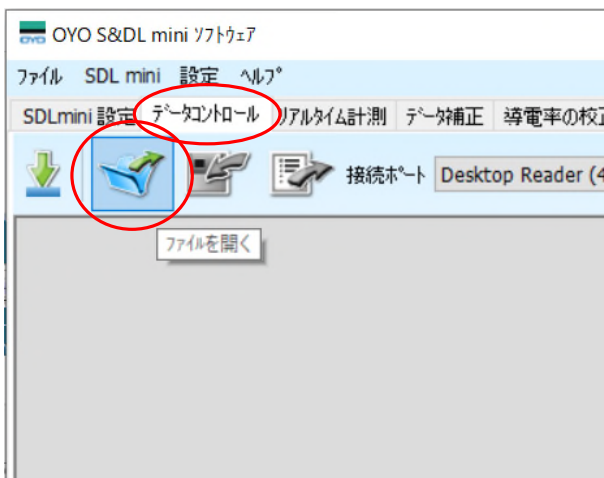 OYO S&DL mini ｿﾌﾄｳｪｱ
ﾌｧｲﾙ SDL mini 設定 ﾍﾙﾌﾟ
SDLmini 設定 ﾃﾞｰﾀｺﾝﾄﾛｰﾙ ﾘｱﾙﾀｲﾑ計測 ﾃﾞｰﾀ補正 導電率の校正
接続ﾎﾟｰﾄ Desktop Reader (4
ﾌｧｲﾙを開く